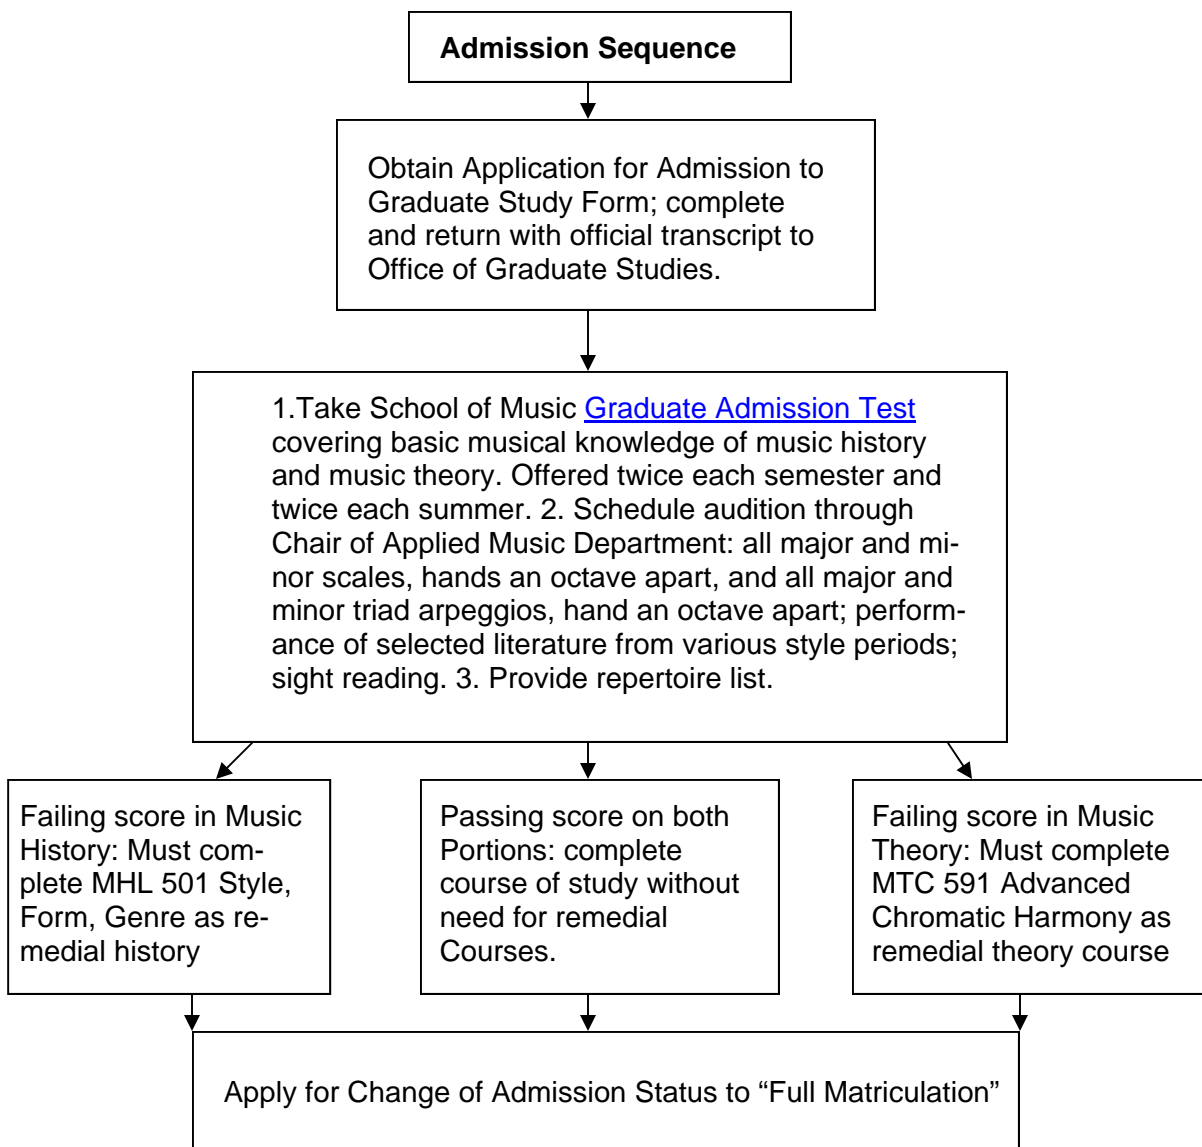 Admission Sequence
Obtain Application for Admission to
Graduate Study Form; complete
and return with official transcript to
Office of Graduate Studies.
1.Take School of Music Graduate Admission Test
covering basic musical knowledge of music history
and music theory. Offered twice each semester and
twice each summer. 2. Schedule audition through
Chair of Applied Music Department: all major and mi-
nor scales, hands an octave apart, and all major and
minor triad arpeggios, hand an octave apart; perform-
ance of selected literature from various style periods;
sight reading. 3. Provide repertoire list.
Failing score in Music
History: Must com-
plete MHL 501 Style,
Form, Genre as re-
medial history
Passing score on both
Portions: complete
course of study without
need for remedial
Courses.
Failing score in Music
Theory: Must complete
MTC 591 Advanced
Chromatic Harmony as
remedial theory course
Apply for Change of Admission Status to “Full Matriculation”